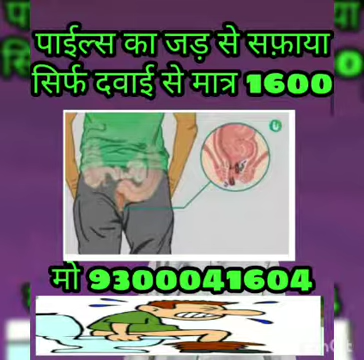 पाईल्स का जड़ से सफ़ाया
सिर्फ दवाई से मात्र 1600
मो 9300041604